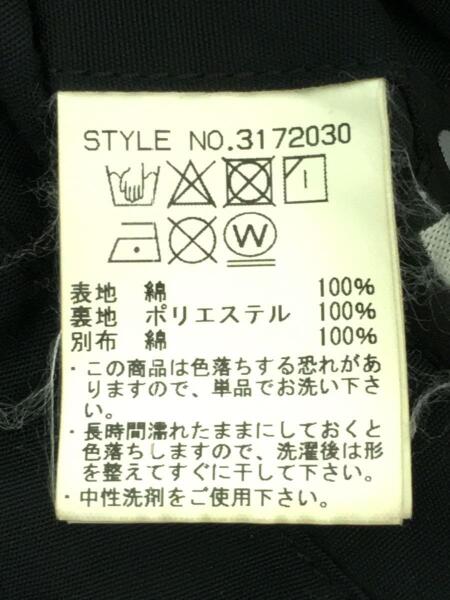 STYLE NO.3172030
W
表地 綿 100%
裏地 ポリエステル 100%
別布 綿 100%
・この商品は色落ちする恐れがあ
りますので、単品でお洗い下さ
い。
・長時間濡れたままにしておくと
色落ちしますので、洗濯後は形
を整えてすぐに干して下さい。
・中性洗剤をご使用下さい。